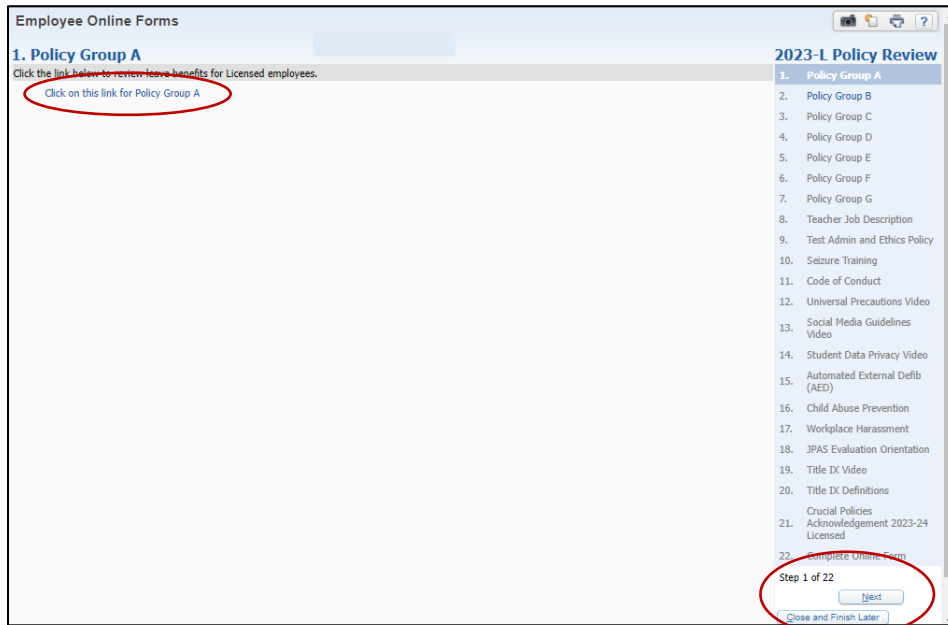 Employee Online Forms
?
1. Policy Group A
Click the link below to review leave benefits for Licensed employees.
Click on this link for Policy Group A
2023-L Policy Review
1. Policy Group A
2. Policy Group B
3. Policy Group C
4. Policy Group D
5. Policy Group E
6. Policy Group F
7. Policy Group G
8. Teacher Job Description
9. Test Admin and Ethics Policy
10. Seizure Training
11. Code of Conduct
12. Universal Precautions Video
13. Social Media Guidelines
Video
14. Student Data Privacy Video
15. Automated External Defib
(AED)
16. Child Abuse Prevention
17. Workplace Harassment
18. JPAS Evaluation Orientation
19. Title IX Video
20. Title IX Definitions
Crucial Policies
21. Acknowledgement 2023-24
Licensed
22. Complete Online Form
Step 1 of 22
Next
Close and Finish Later